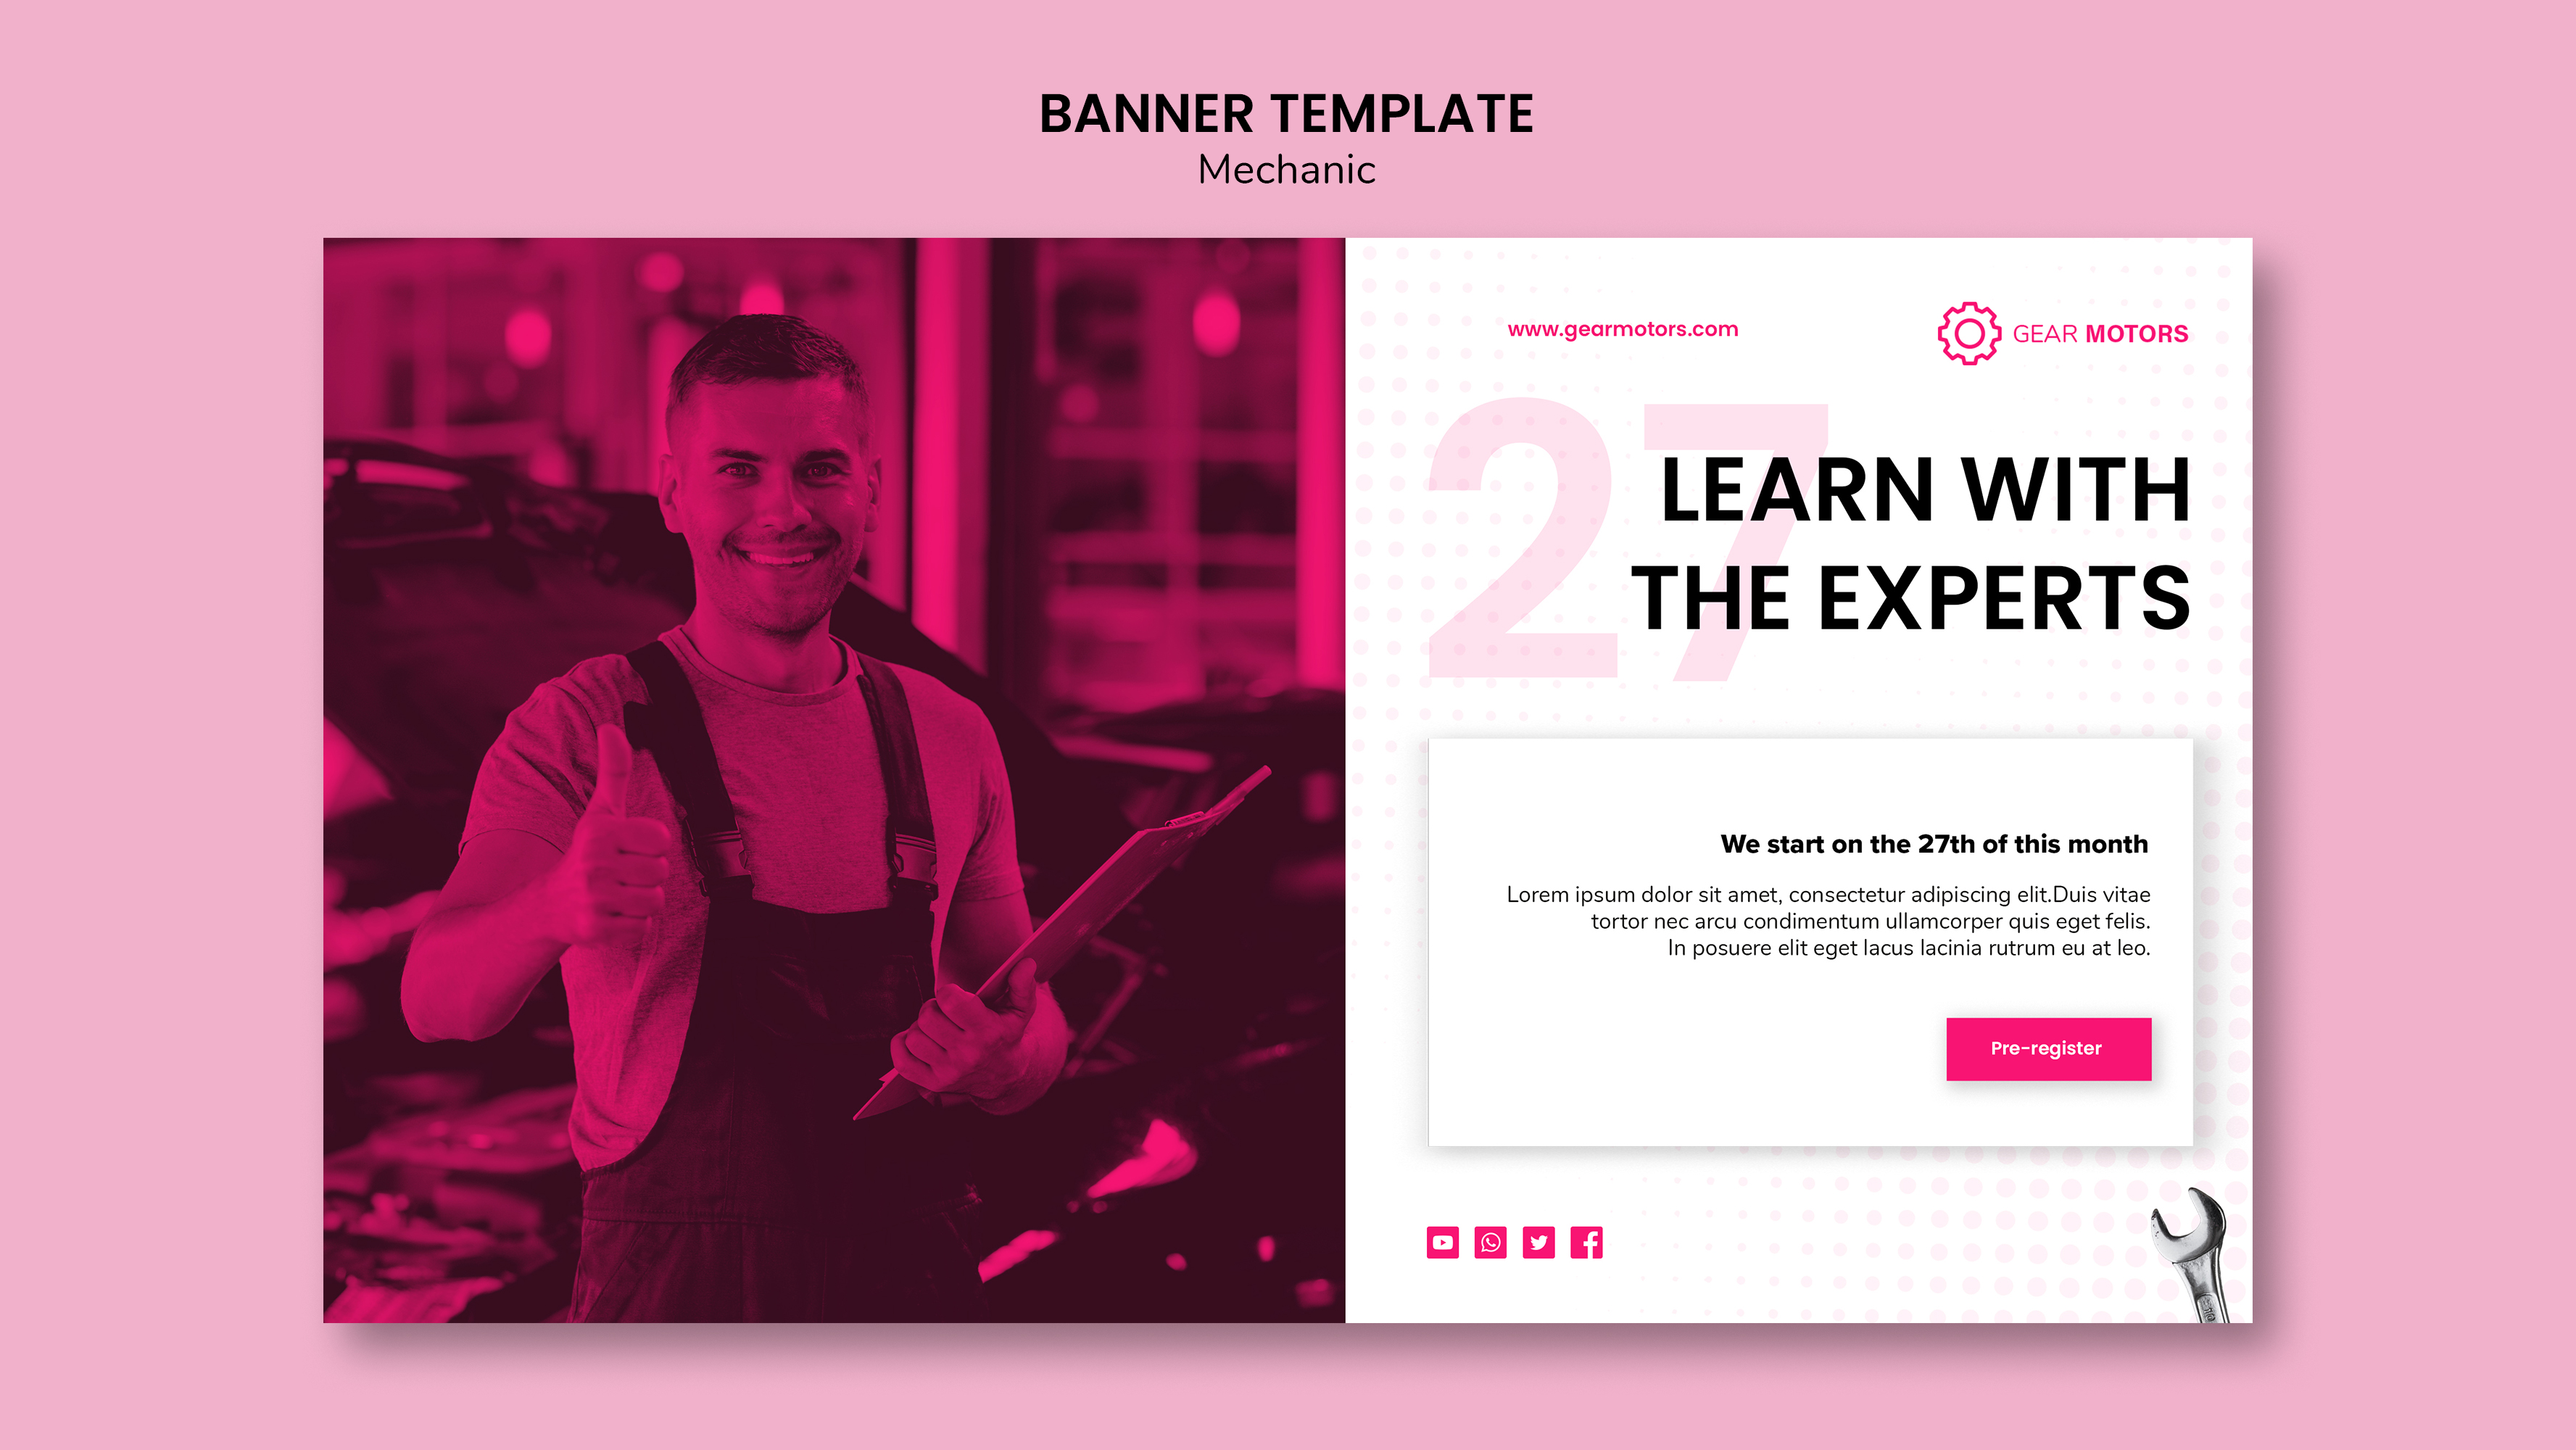 BANNER TEMPLATE
Mechanic
www.gearmotors.com
GEAR MOTORS
27
LEARN WITH
THE EXPERTS
We start on the 27th of this month
Lorem ipsum dolor sit amet, consectetur adipiscing elit.Duis vitae
tortor nec arcu condimentum ullamcorper quis eget felis.
In posuere elit eget lacus lacinia rutrum eu at leo.
Pre-register